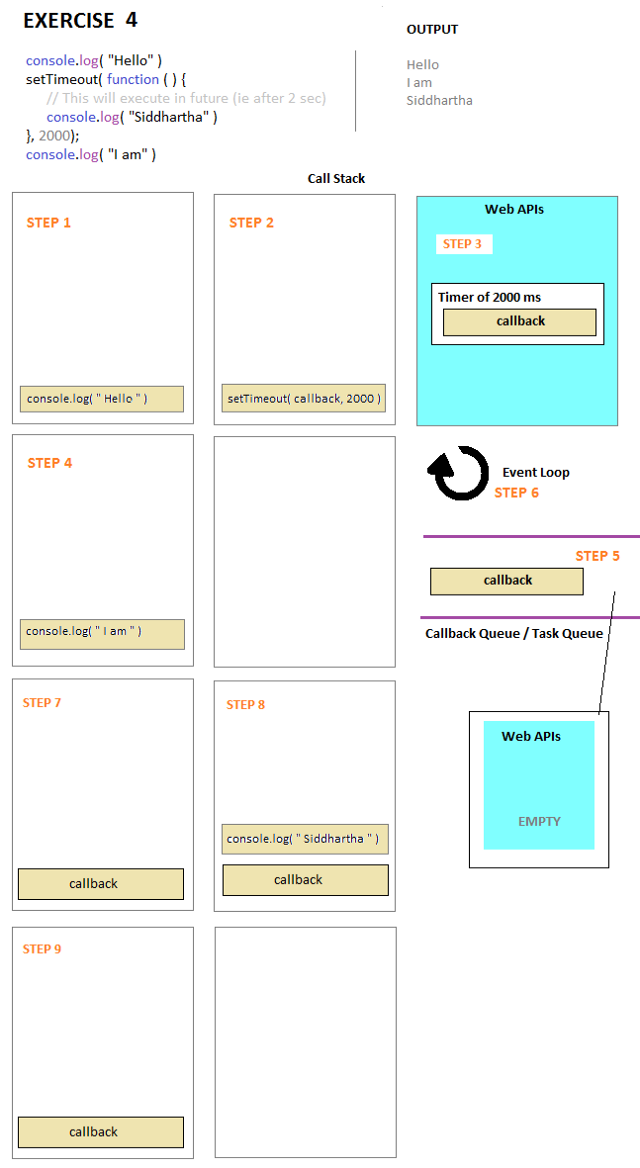 EXERCISE 4
console.log( "Hello" )
setTimeout( function ( ) {
// This will execute in future (ie after 2 sec)
console.log( "Siddhartha" )
}, 2000);
console.log( "I am" )
OUTPUT
Hello
I am
Siddhartha
Call Stack
STEP 1
console.log( " Hello " )
STEP 2
setTimeout( callback, 2000 )
Web APIs
STEP 3
Timer of 2000 ms
callback
STEP 4
console.log( " I am " )
Event Loop
STEP 6
STEP 5
callback
Callback Queue / Task Queue
Web APIs
EMPTY
STEP 7
callback
STEP 8
console.log( " Siddhartha " )
callback
STEP 9
callback